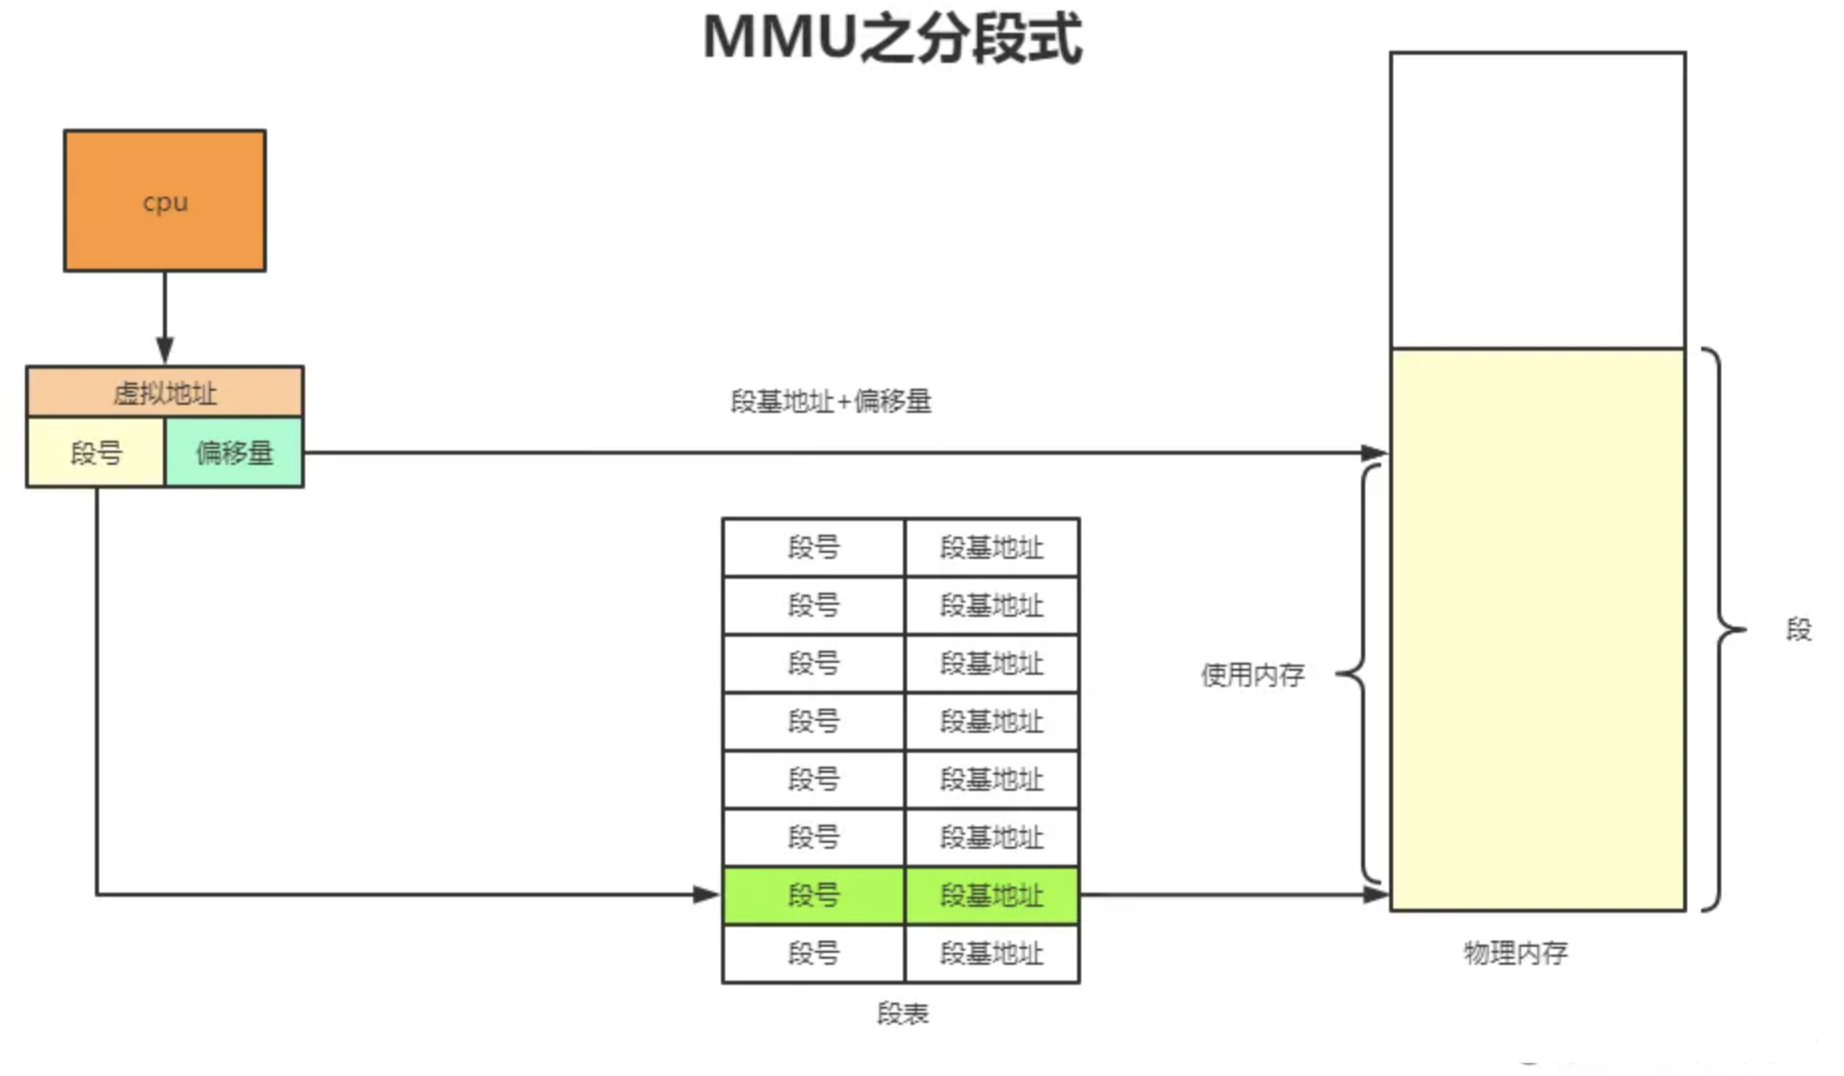 MMU之分段式
cpu
虚拟地址
段号 偏移量
段基地址+偏移量
段号 段基地址
段号 段基地址
段号 段基地址
段号 段基地址
段号 段基地址
段号 段基地址
段号 段基地址
段号 段基地址
段表
使用内存
段
物理内存